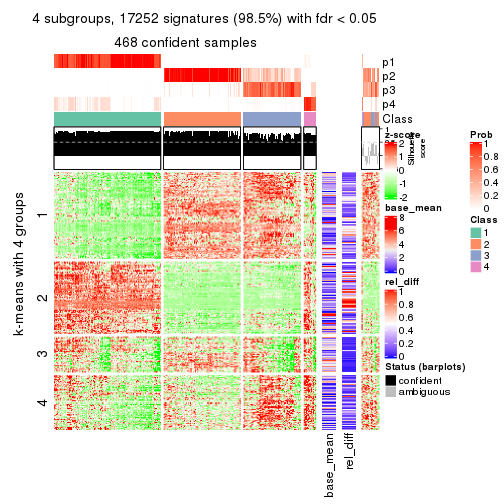 4 subgroups, 17252 signatures (98.5%) with fdr < 0.05
468 confident samples
p1
p2
p3
p4
Class
1
0
Silhouette
score
k-means with 4 groups
1
2
3
4
base_mean
rel_diff
z-score
2
1
0
-1
-2
base_mean
8
6
4
2
0
rel_diff
1
0.8
0.6
0.4
0.2
0
Status (barplots)
confident
ambiguous
Prob
1
0.8
0.6
0.4
0.2
0
Class
1
2
3
4